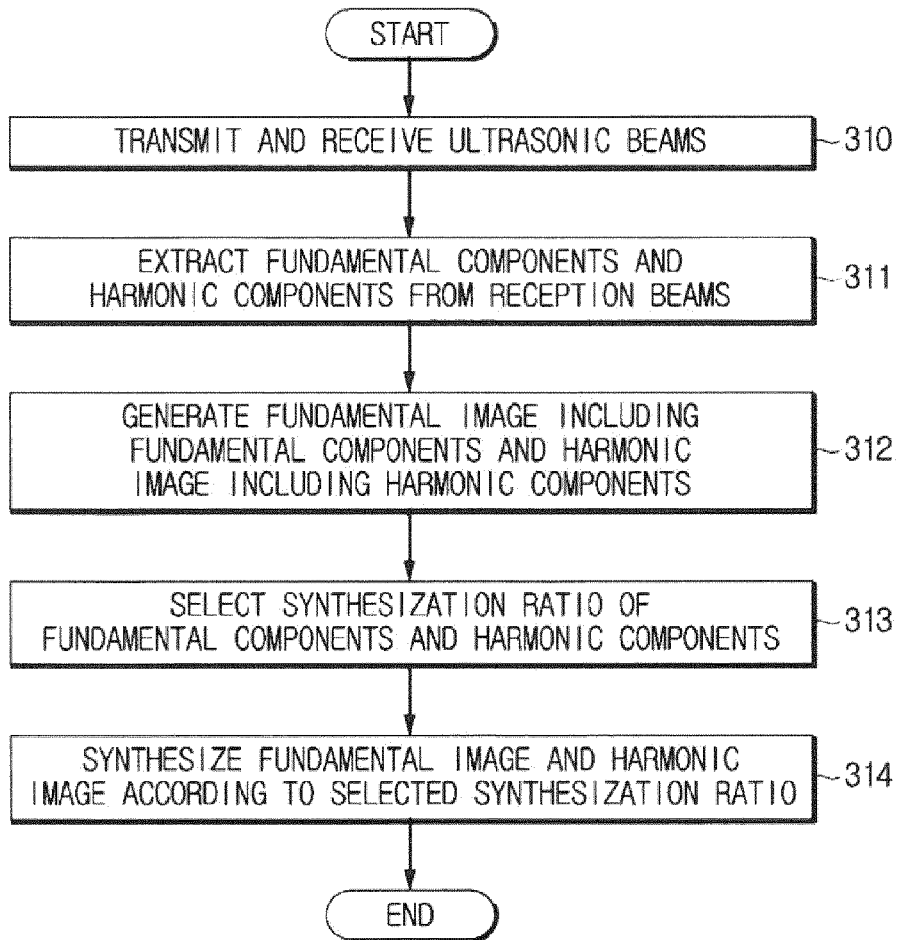 START
TRANSMIT AND RECEIVE ULTRASONIC BEAMS
310
EXTRACT FUNDAMENTAL COMPONENTS AND
HARMONIC COMPONENTS FROM RECEPTION BEAMS
311
GENERATE FUNDAMENTAL IMAGE INCLUDING
FUNDAMENTAL COMPONENTS AND HARMONIC
IMAGE INCLUDING HARMONIC COMPONENTS
312
SELECT SYNTHESIZATION RATIO OF
FUNDAMENTAL COMPONENTS AND HARMONIC COMPONENTS
313
SYNTHESIZE FUNDAMENTAL IMAGE AND HARMONIC
IMAGE ACCORDING TO SELECTED SYNTHESIZATION RATIO
314
END